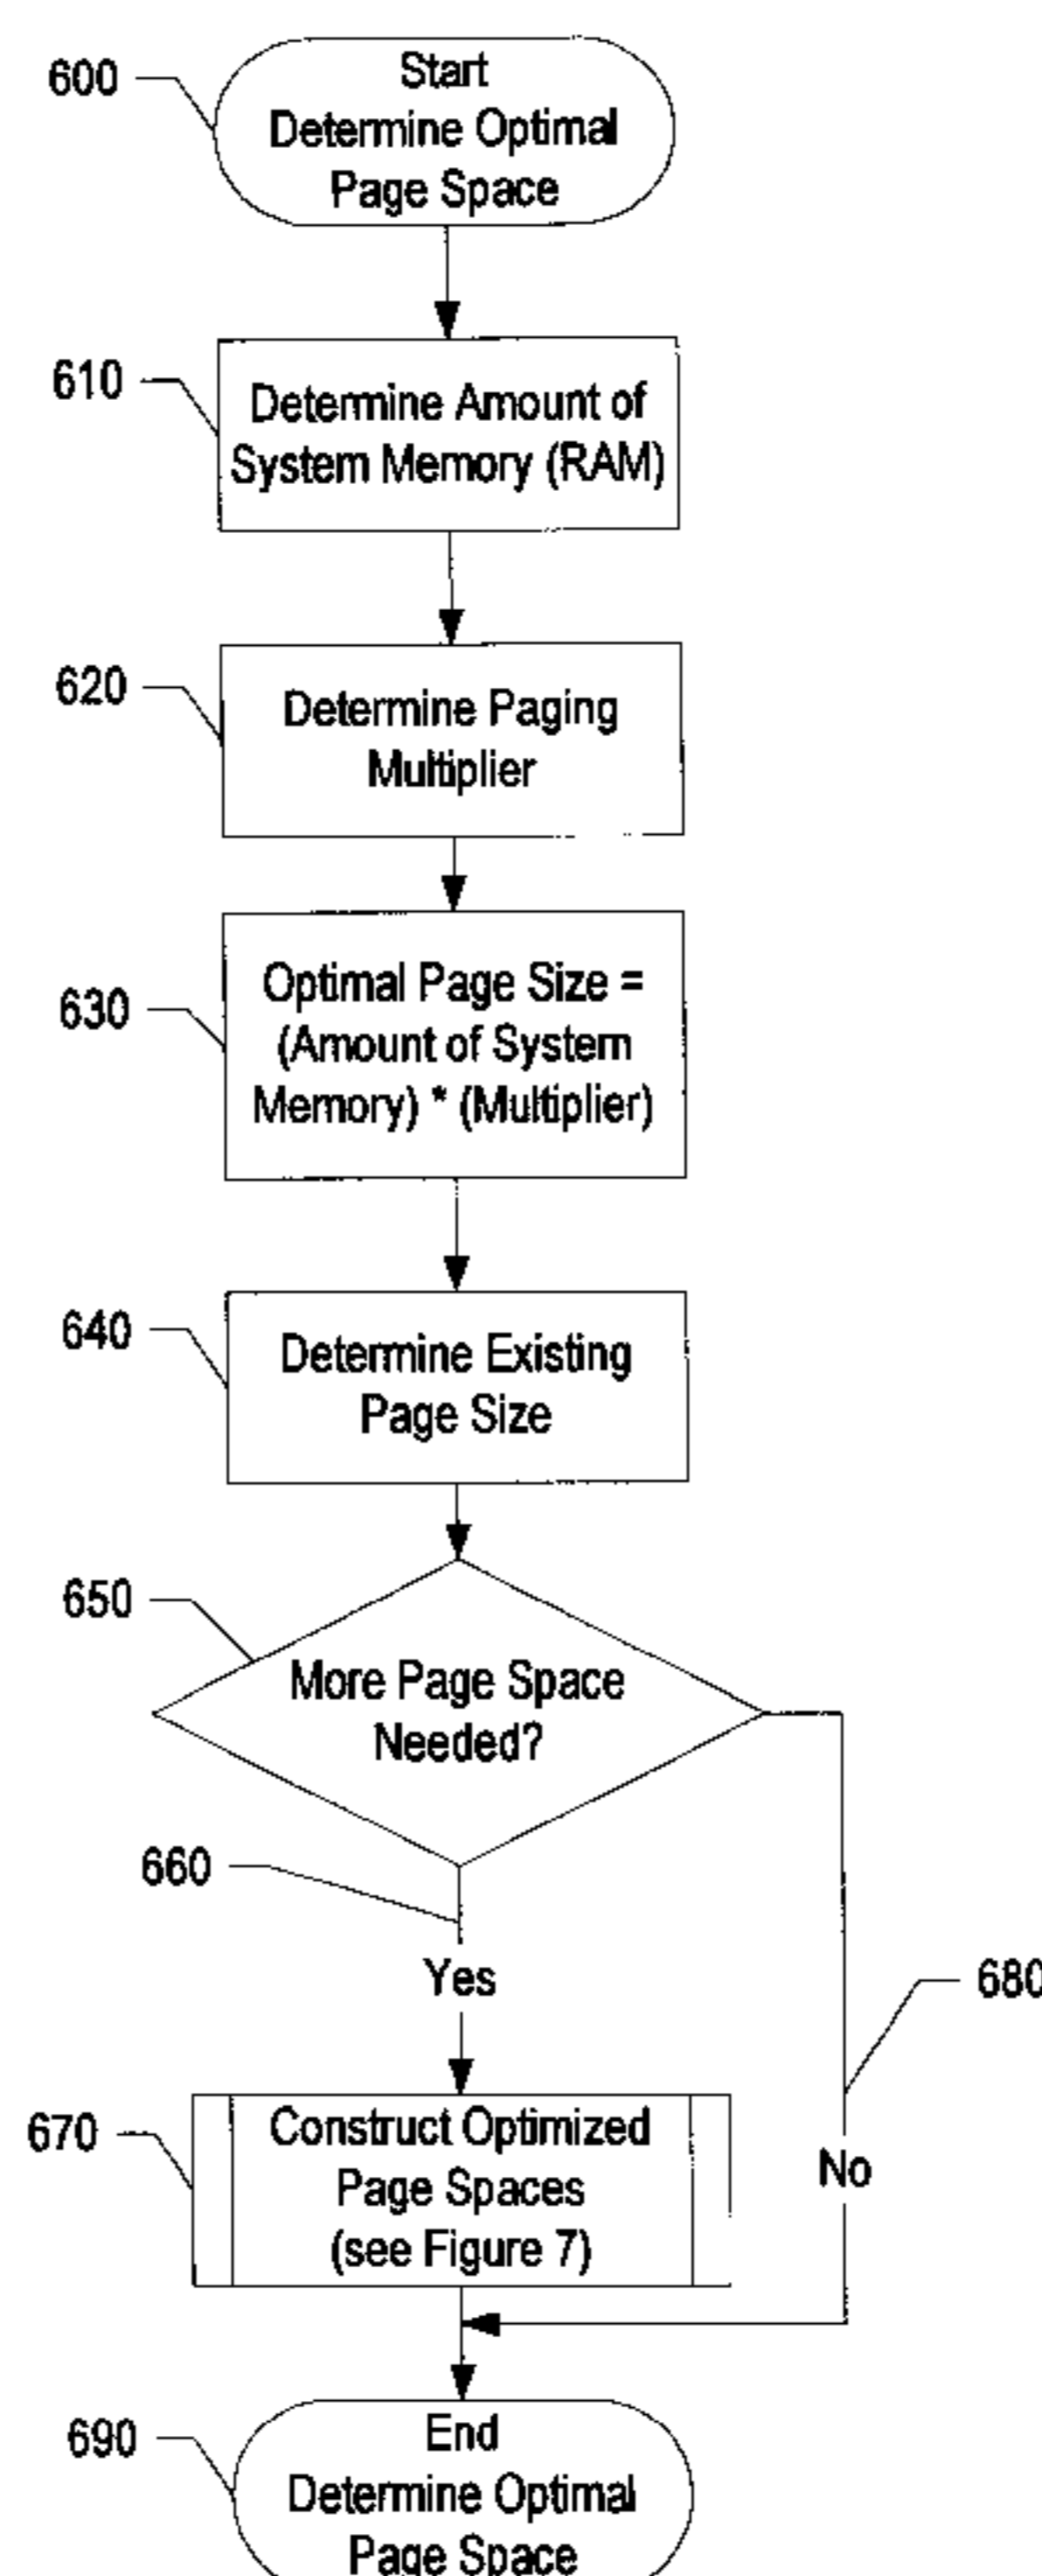 600
Start
Determine Optimal
Page Space
610
Determine Amount of
System Memory (RAM)
620
Determine Paging
Multiplier
630
Optimal Page Size =
(Amount of System
Memory) * (Multiplier)
640
Determine Existing
Page Size
650
More Page Space
Needed?
660
Yes
680
670
Construct Optimized
Page Spaces
(see Figure 7)
No
690
End
Determine Optimal
Page Space